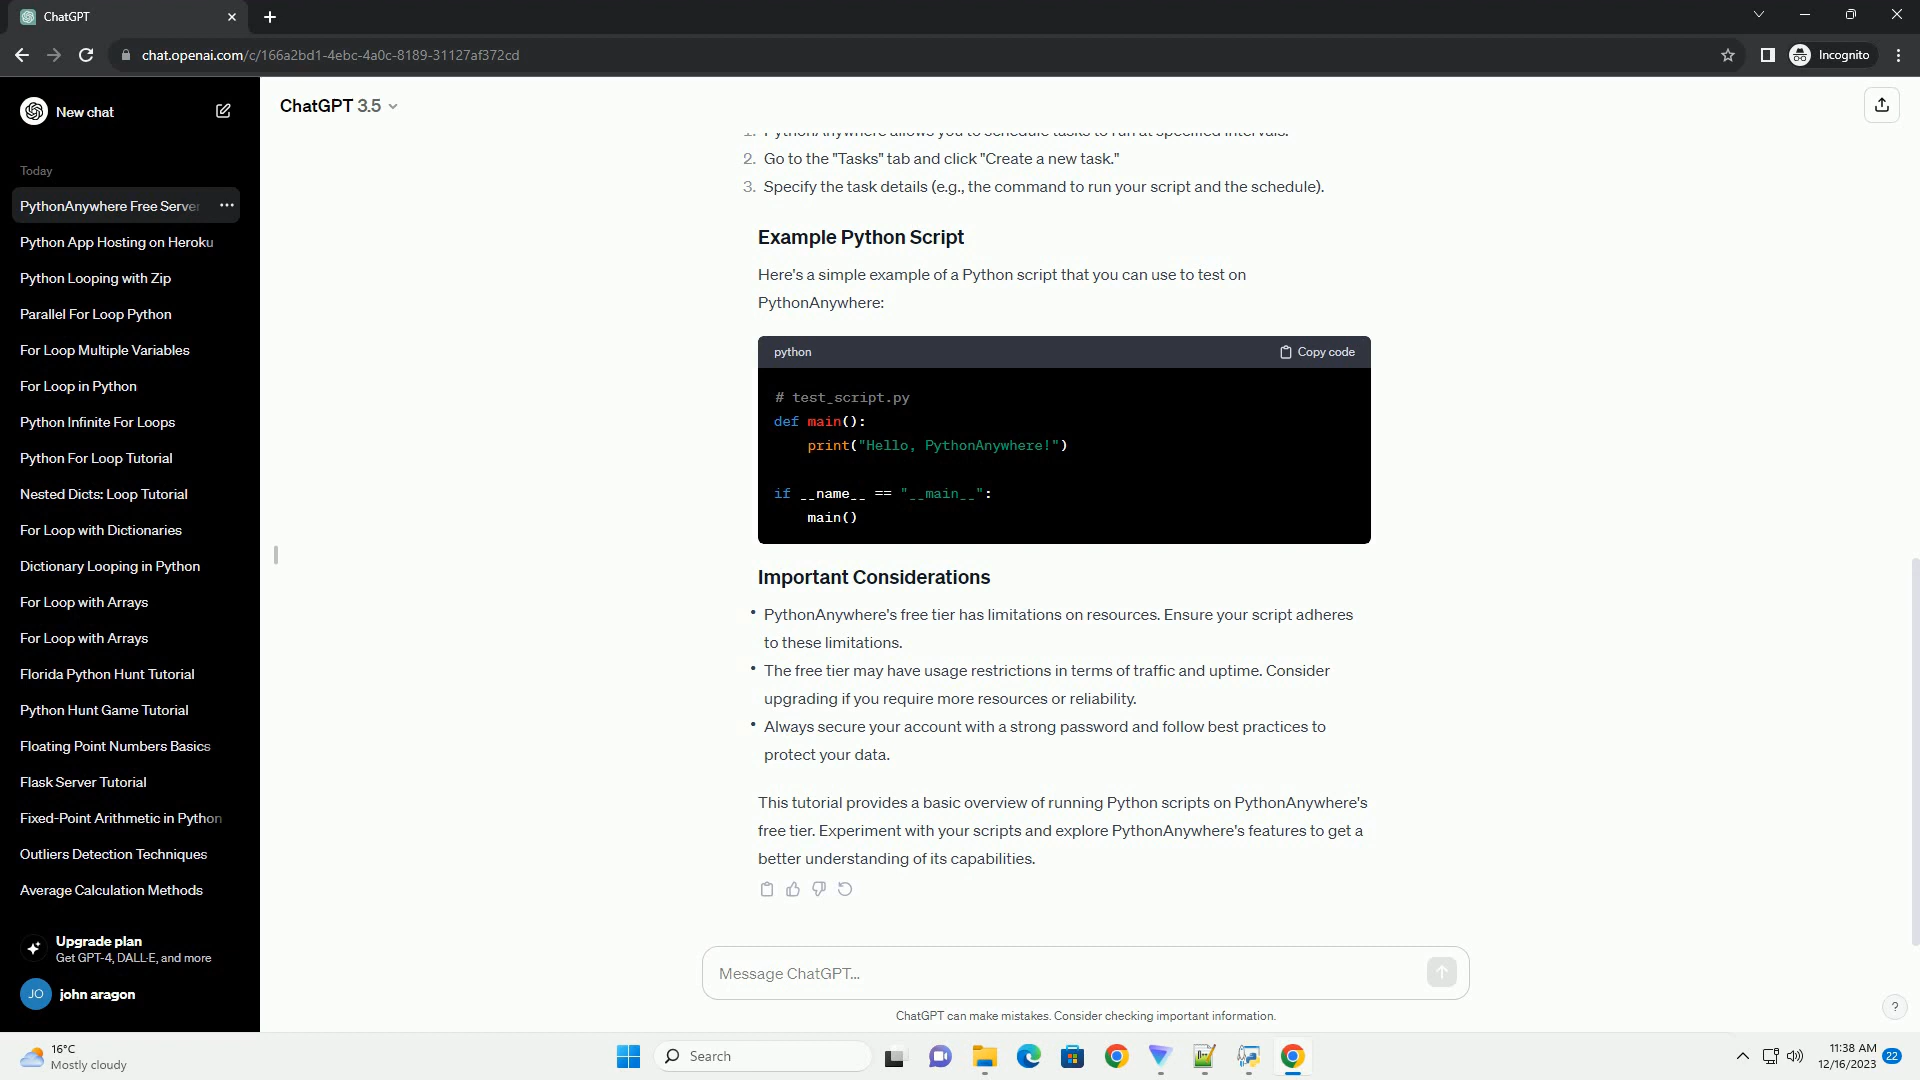 ChatGPT
chat.openai.com/c/166a2bd1-4ebc-4a0c-8189-31127af372cd
Incognito
New chat
Today
PythonAnywhere Free Server
Python App Hosting on Heroku
Python Looping with Zip
Parallel For Loop Python
For Loop Multiple Variables
For Loop in Python
Python Infinite For Loops
Python For Loop Tutorial
Nested Dicts: Loop Tutorial
For Loop with Dictionaries
Dictionary Looping in Python
For Loop with Arrays
For Loop with Arrays
Florida Python Hunt Tutorial
Python Hunt Game Tutorial
Floating Point Numbers Basics
Flask Server Tutorial
Fixed-Point Arithmetic in Python
Outliers Detection Techniques
Average Calculation Methods
Upgrade plan
Get GPT-4, DALL·E, and more
JO
john aragon
ChatGPT 3.5
1. PythonAnywhere allows you to schedule tasks to run at specified intervals.
2. Go to the "Tasks" tab and click "Create a new task."
3. Specify the task details (e.g., the command to run your script and the schedule).
Example Python Script
Here's a simple example of a Python script that you can use to test on
PythonAnywhere:
python
Copy code
# test_script.py
def main():
    print("Hello, PythonAnywhere!")
if __name__ == "__main__":
    main()
Important Considerations
• PythonAnywhere's free tier has limitations on resources. Ensure your script adheres
to these limitations.
• The free tier may have usage restrictions in terms of traffic and uptime. Consider
upgrading if you require more resources or reliability.
• Always secure your account with a strong password and follow best practices to
protect your data.
This tutorial provides a basic overview of running Python scripts on PythonAnywhere's
free tier. Experiment with your scripts and explore PythonAnywhere's features to get a
better understanding of its capabilities.
Message ChatGPT...
ChatGPT can make mistakes. Consider checking important information.
?
16°C
Mostly cloudy
Search
11:38 AM
12/16/2023
22